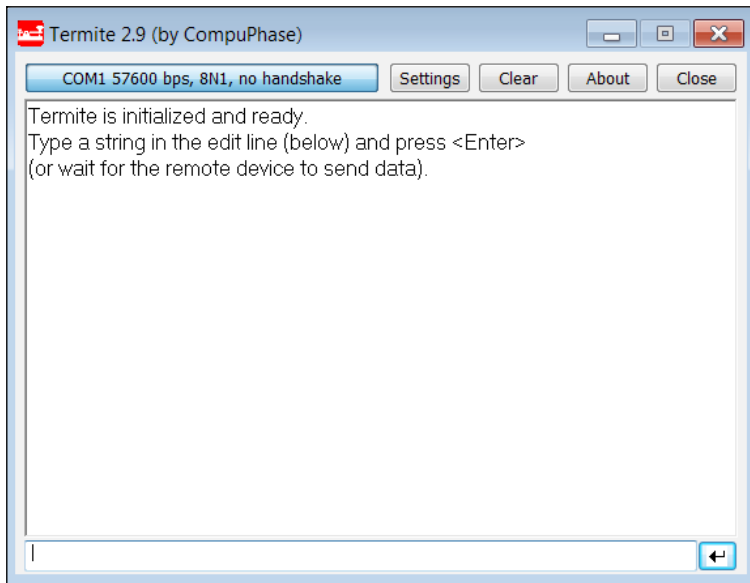 Termite 2.9 (by CompuPhase)
COM1 57600 bps, 8N1, no handshake Settings Clear About Close
Termite is initialized and ready.
Type a string in the edit line (below) and press <Enter>
(or wait for the remote device to send data).